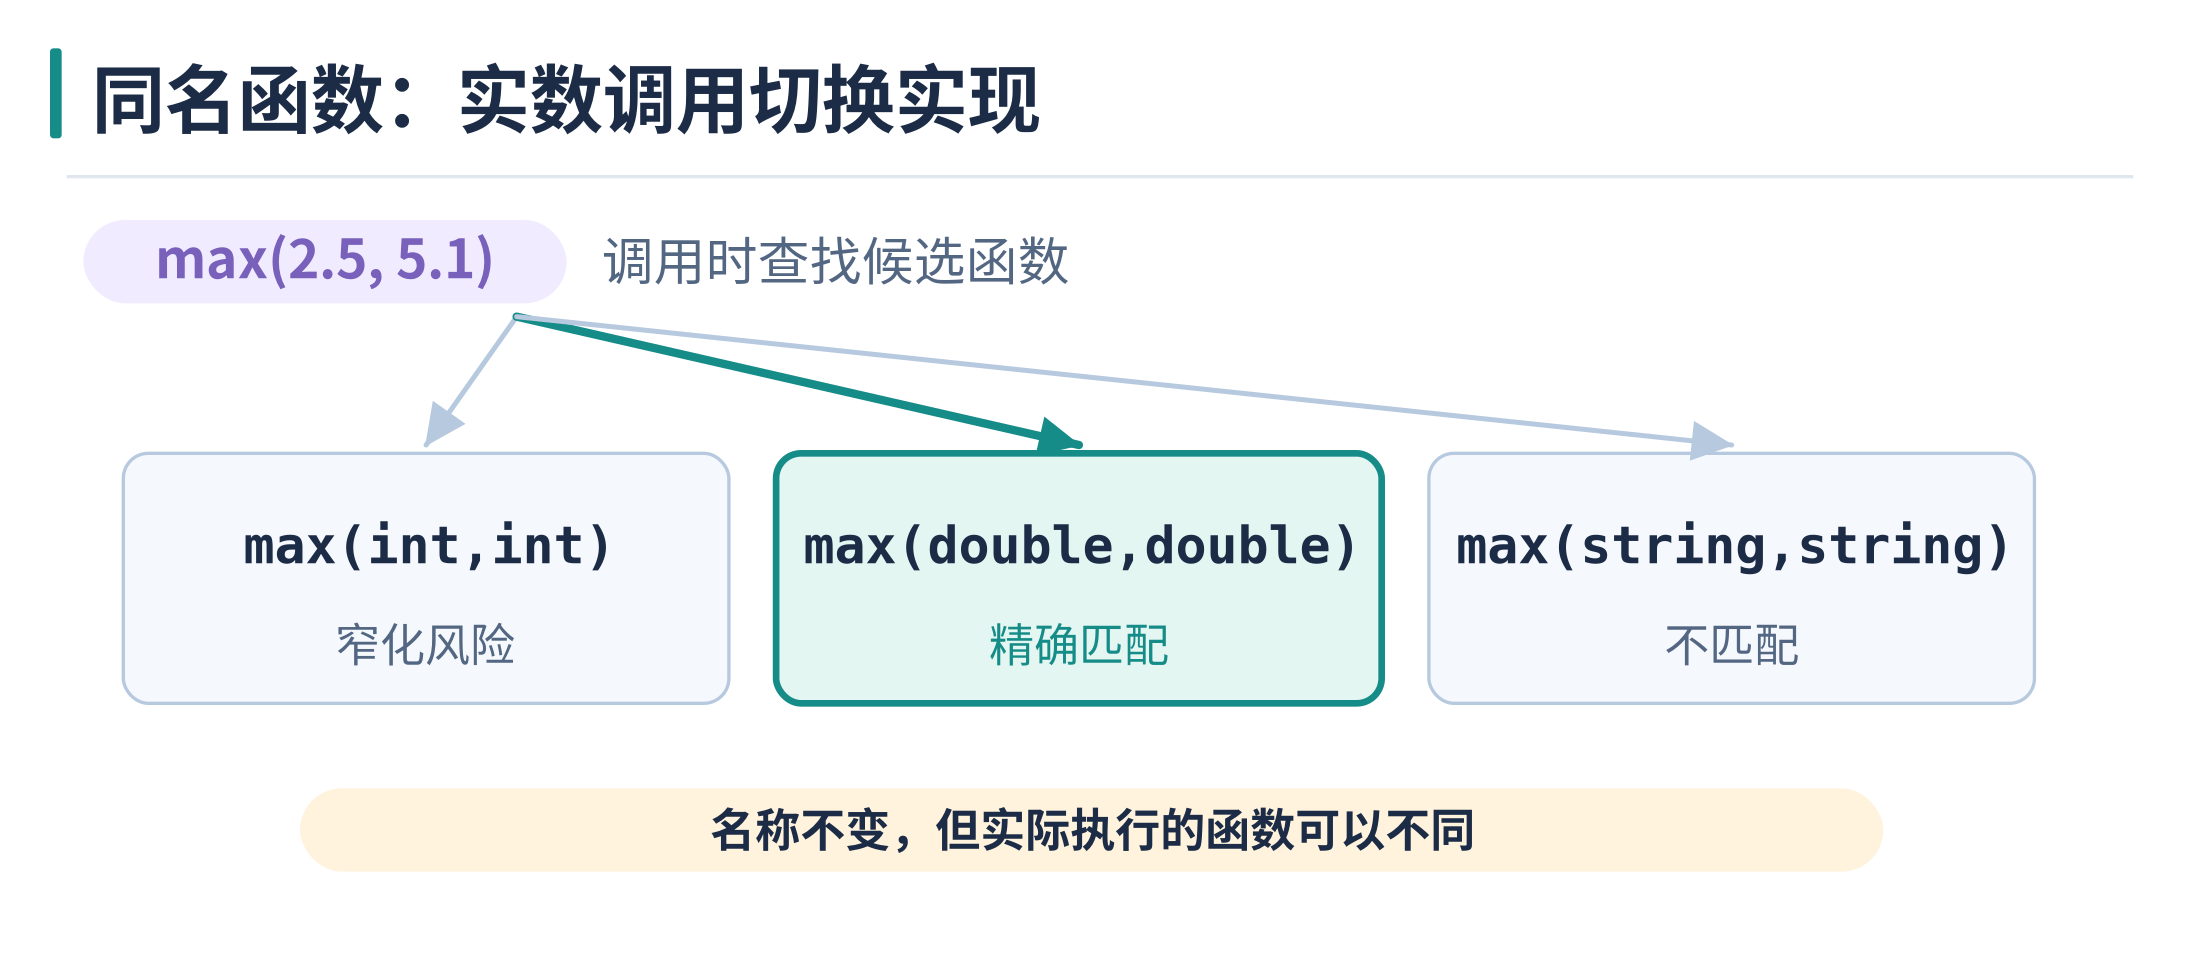 同名函数：实数调用切换实现
max(2.5, 5.1)
调用时查找候选函数
max(int,int)
窄化风险
max(double,double)
精确匹配
max(string,string)
不匹配
名称不变，但实际执行的函数可以不同